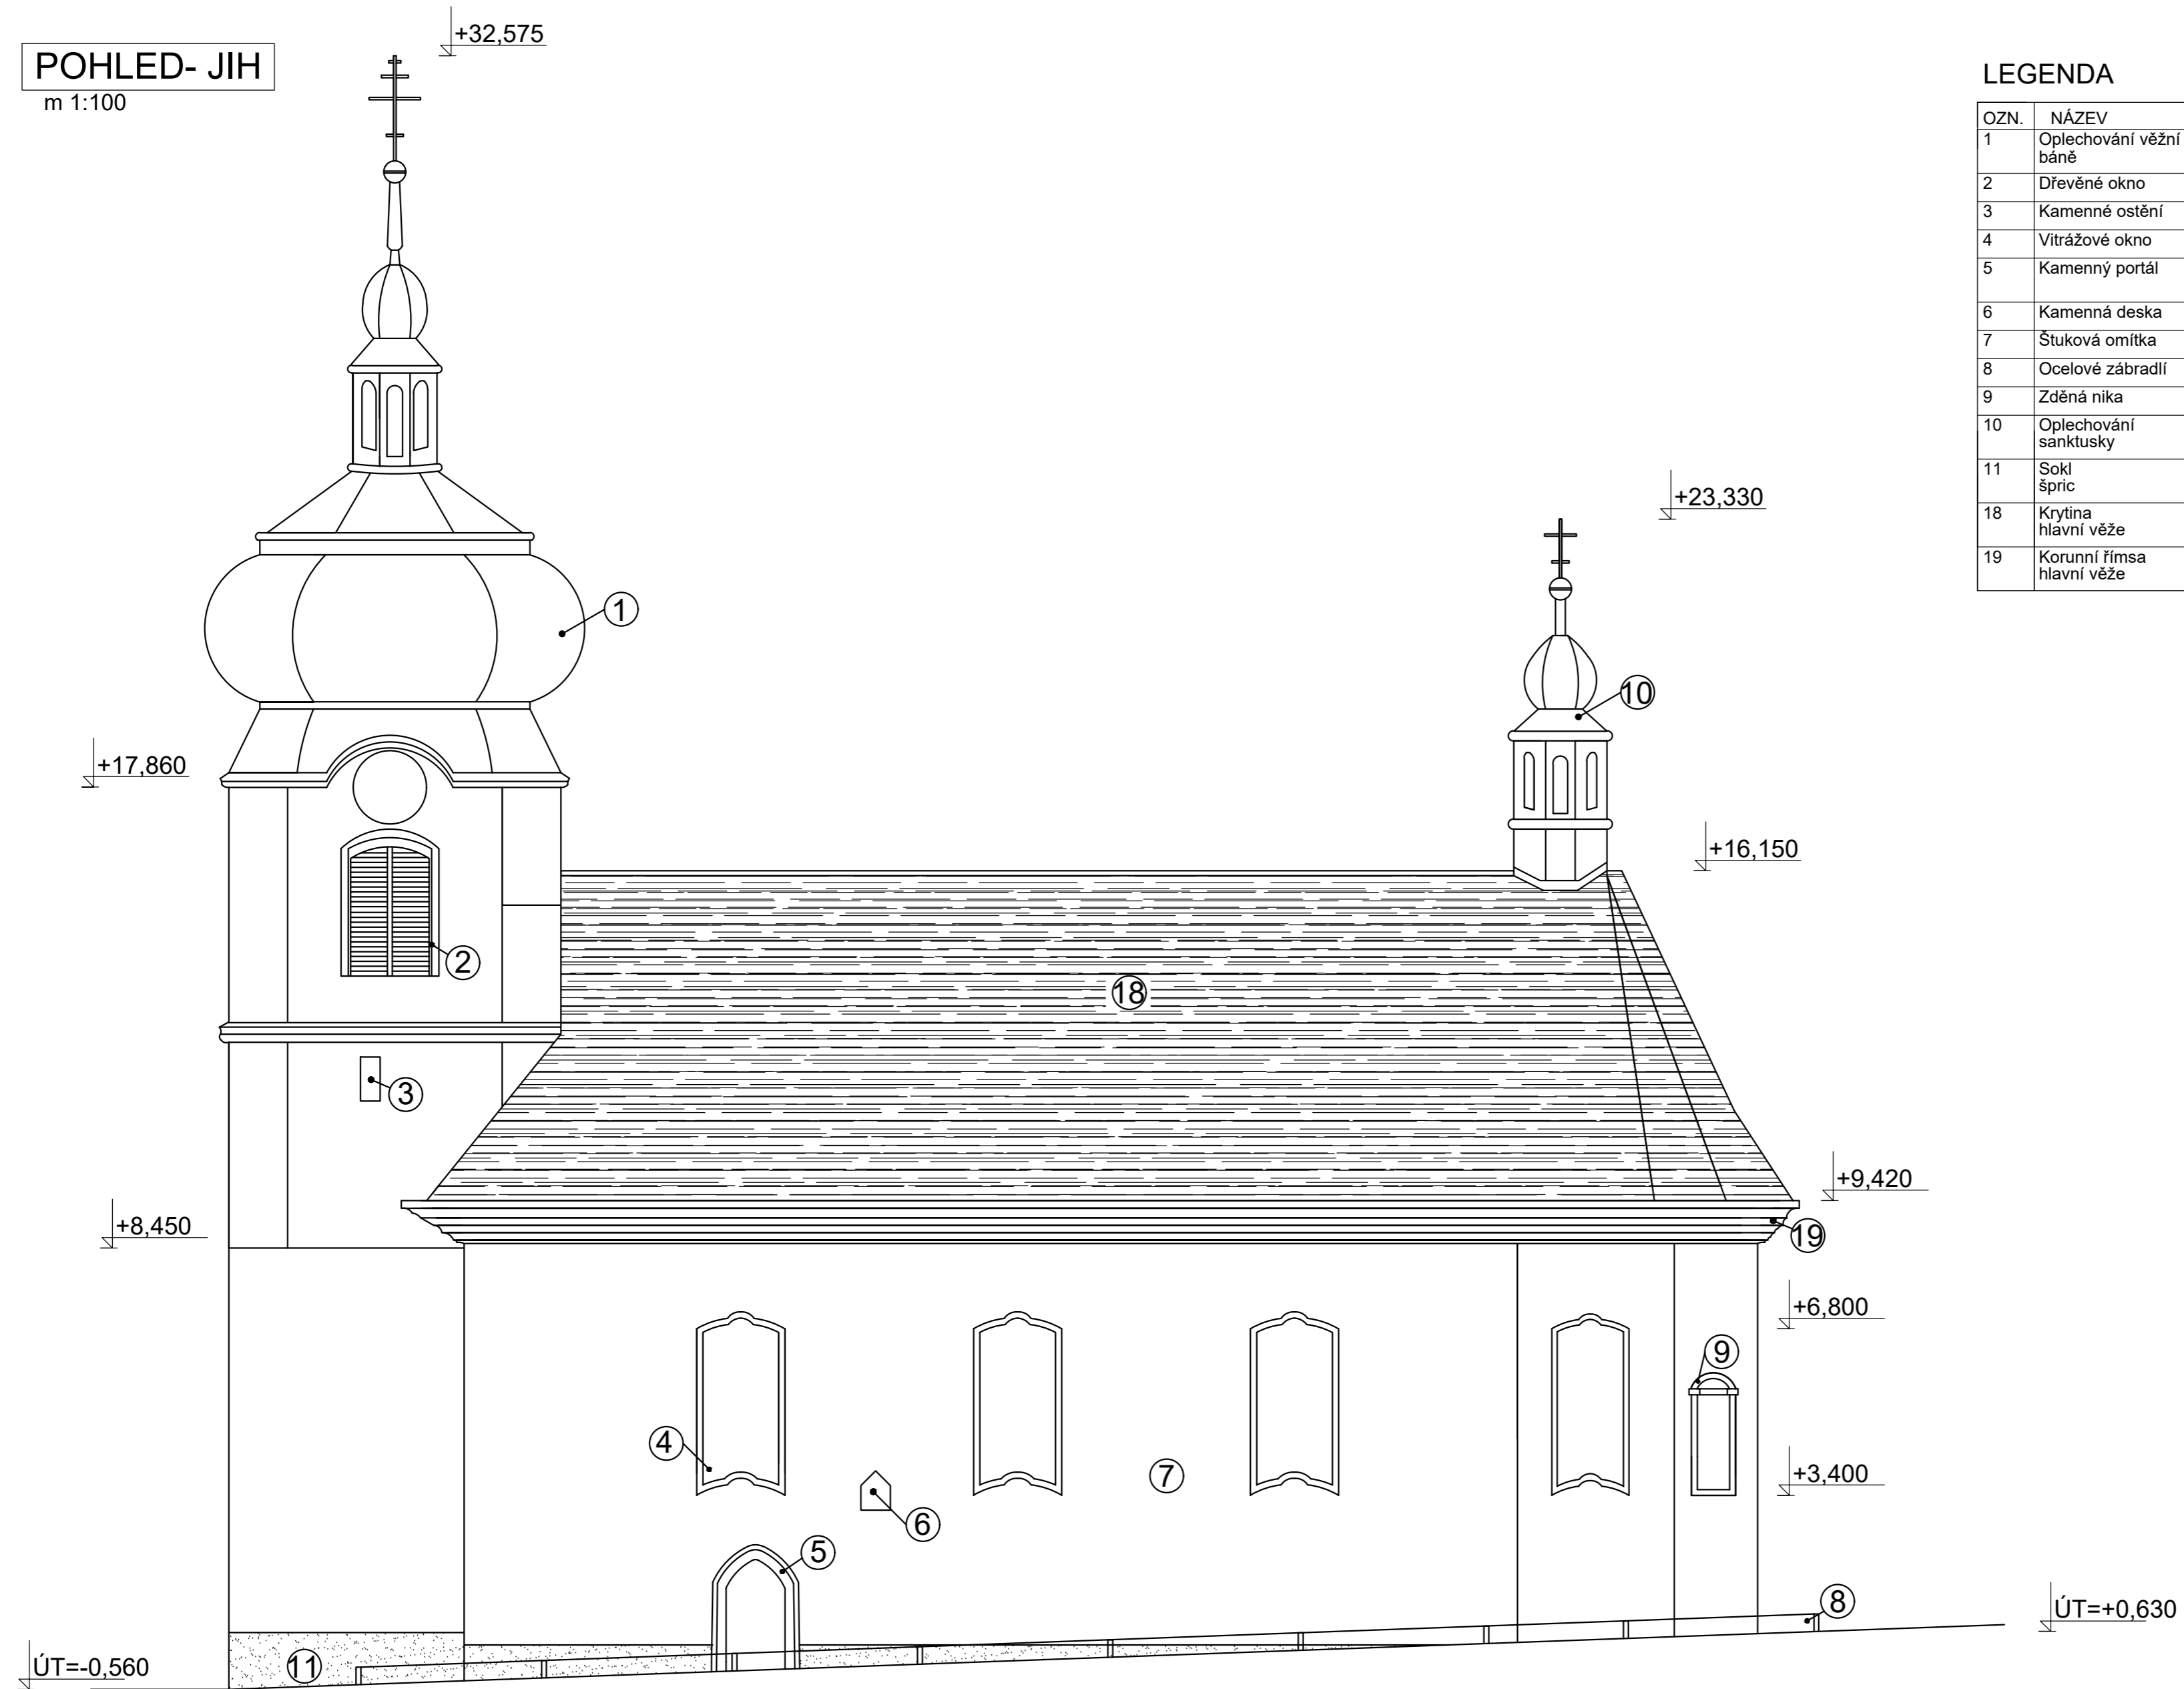 POHLED- JIH
m 1:100
+32,575
LEGENDA
OZN. NÁZEV
1 Oplechování věžní
báně
2 Dřevěné okno
3 Kamenné ostění
4 Vitrážové okno
5 Kamenný portál
6 Kamenná deska
7 Štuková omítka
8 Ocelové zábradlí
9 Zděná nika
10 Oplechování
sanktusky
11 Sokl
špric
18 Krytina
hlavní věže
19 Korunní římsa
hlavní věže
+23,330
1
10
+17,860
+16,150
2
18
3
+9,420
+8,450
19
+6,800
9
4
7
+3,400
6
5
8
ÚT=+0,630
11
ÚT=-0,560